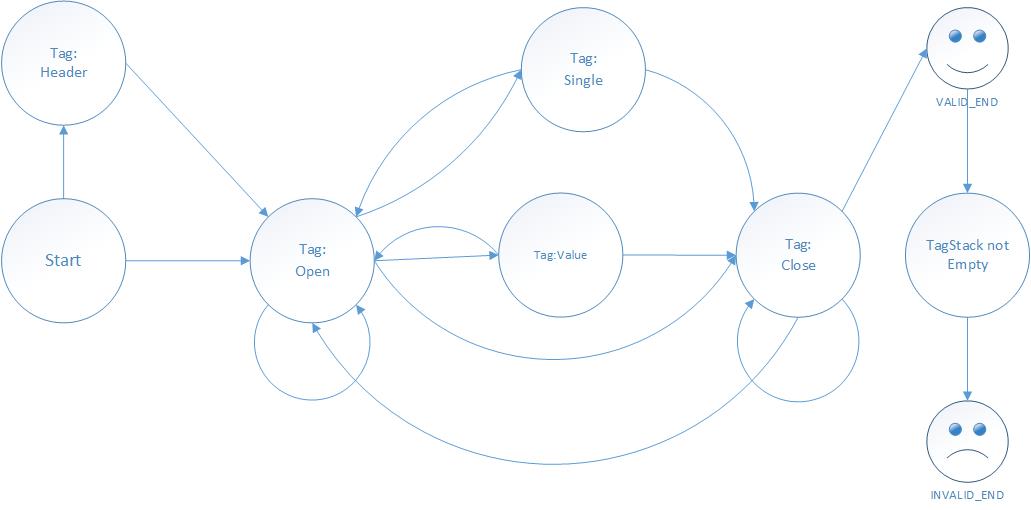 Tag:
Header
Start
Tag:
Open
Tag:
Single
Tag:Value
Tag:
Close
VALID_END
TagStack not
Empty
INVALID_END